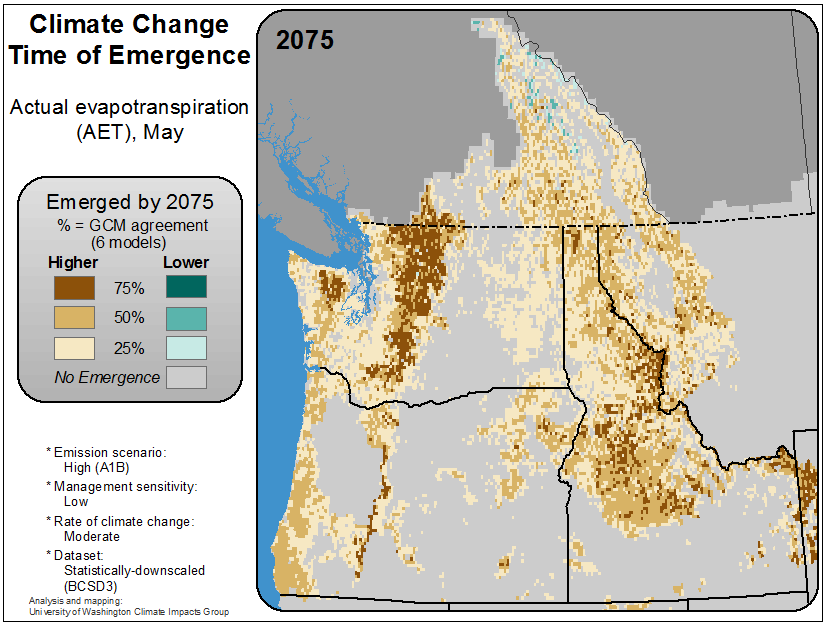 Climate Change
Time of Emergence
Actual evapotranspiration
(AET), May
Emerged by 2075
% = GCM agreement
(6 models)
Higher Lower
75%
50%
25%
No Emergence
* Emission scenario:
High (A1B)
* Management sensitivity:
Low
* Rate of climate change:
Moderate
* Dataset:
Statistically-downscaled
(BCSD3)
Analysis and mapping:
University of Washington Climate Impacts Group
2075